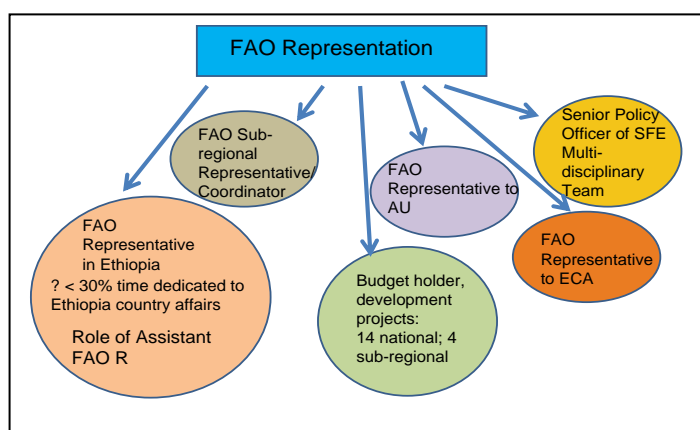 FAO Representation
FAO Sub-
regional
Representative/
Coordinator
Senior Policy
Officer of SFE
Multi-
disciplinary
Team
FAO
Representative to
AU
FAO
Representative
in Ethiopia
? < 30% time dedicated to
Ethiopia country affairs
Role of Assistant
FAO R
Budget holder,
development
projects:
14 national; 4
sub-regional
FAO
Representative
to ECA